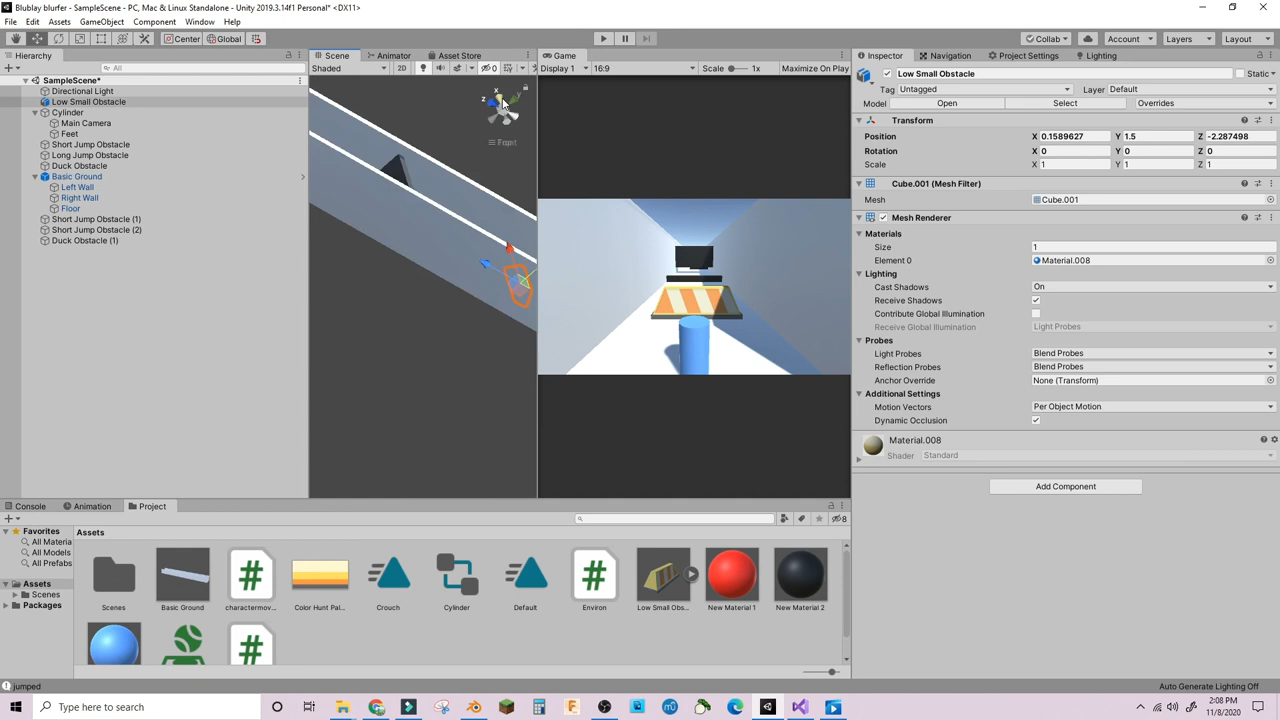 Blublay blurfer - SampleScene - PC, Mac & Linux Standalone - Unity 2019.3.14f1 Personal* <DX11>
File Edit Assets GameObject Component Window Help
Center Global Collab Account Layers Layout
Hierarchy Scene Animator Asset Store Game Inspector Navigation Project Settings Lighting
All Shaded 2D 0 Display 1 16:9 Scale 1x Maximize On Play Low Small Obstacle Static
SampleScene*
Directional Light
Low Small Obstacle
Cylinder
Main Camera
Feet
Short Jump Obstacle
Long Jump Obstacle
Duck Obstacle
Basic Ground
Left Wall
Right Wall
Floor
Short Jump Obstacle (1)
Short Jump Obstacle (2)
Duck Obstacle (1)
x
y
z
Tag Untagged Layer Default
Model Open Select Overrides
Transform
Position X 0.1589627 Y 1.5 Z -2.287498
Rotation X 0 Y 0 Z 0
Scale X 1 Y 1 Z 1
Cube.001 (Mesh Filter)
Mesh Cube.001
Mesh Renderer
Materials
Size 1
Element 0 Material.008
Lighting
Cast Shadows On
Receive Shadows
Contribute Global Illumination
Receive Global Illumination Light Probes
Probes
Light Probes Blend Probes
Reflection Probes Blend Probes
Anchor Override None (Transform)
Additional Settings
Motion Vectors Per Object Motion
Dynamic Occlusion
Material.008
Shader Standard
Add Component
Console Animation Project
8
Favorites
All Materia
All Models
All Prefabs
Assets
Scenes
Packages
Assets
Scenes Basic Ground charactermov... Color Hunt Pal... Crouch Cylinder Default Environ Low Small Obs... New Material 1 New Material 2
jumped Auto Generate Lighting Off
Type here to search
2:08 PM
11/8/2020